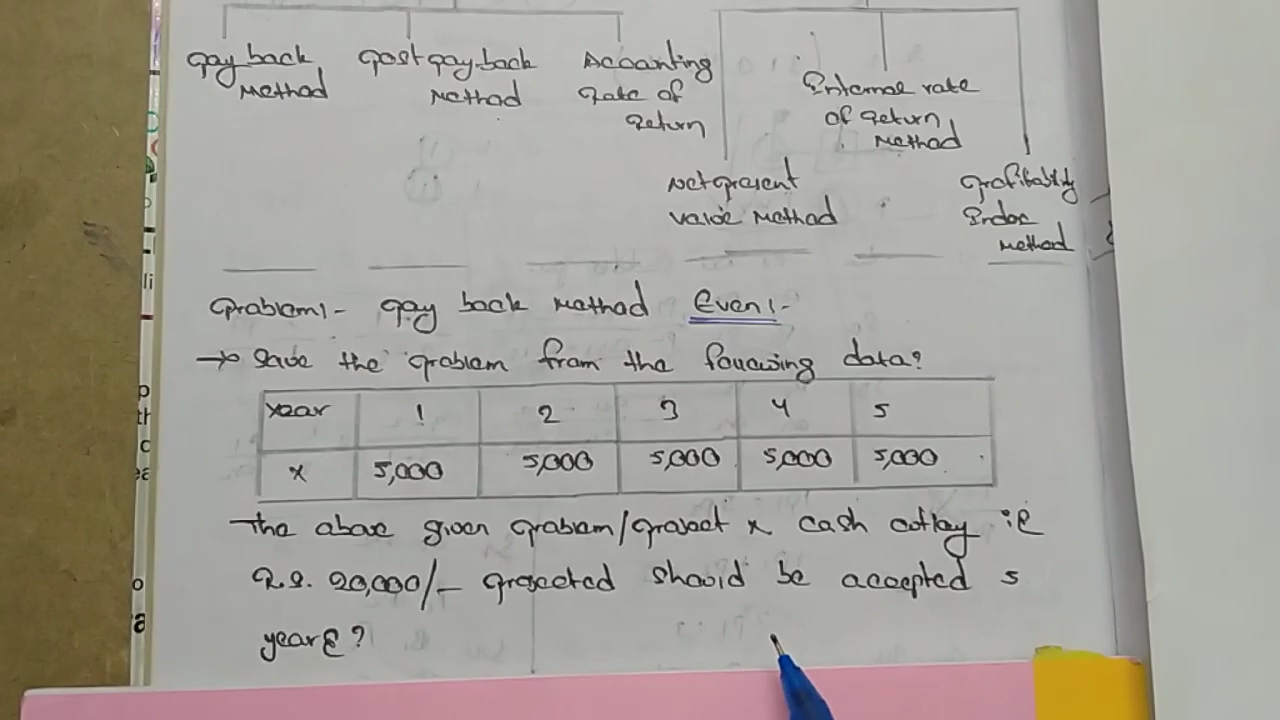 Pay back Method
Post pay back Method
Accounting Rate of Return
Net present Value Method
Internal rate of Return Method
Profitability Index Method
Problem:- Pay back Method Even:-
→ Solve the problem from the following data?
Year 1 2 3 4 5
X 5,000 5,000 5,000 5,000 5,000
The above given problem/project X cash outlay is
R.s. 20,000/- projected should be accepted 5
years?